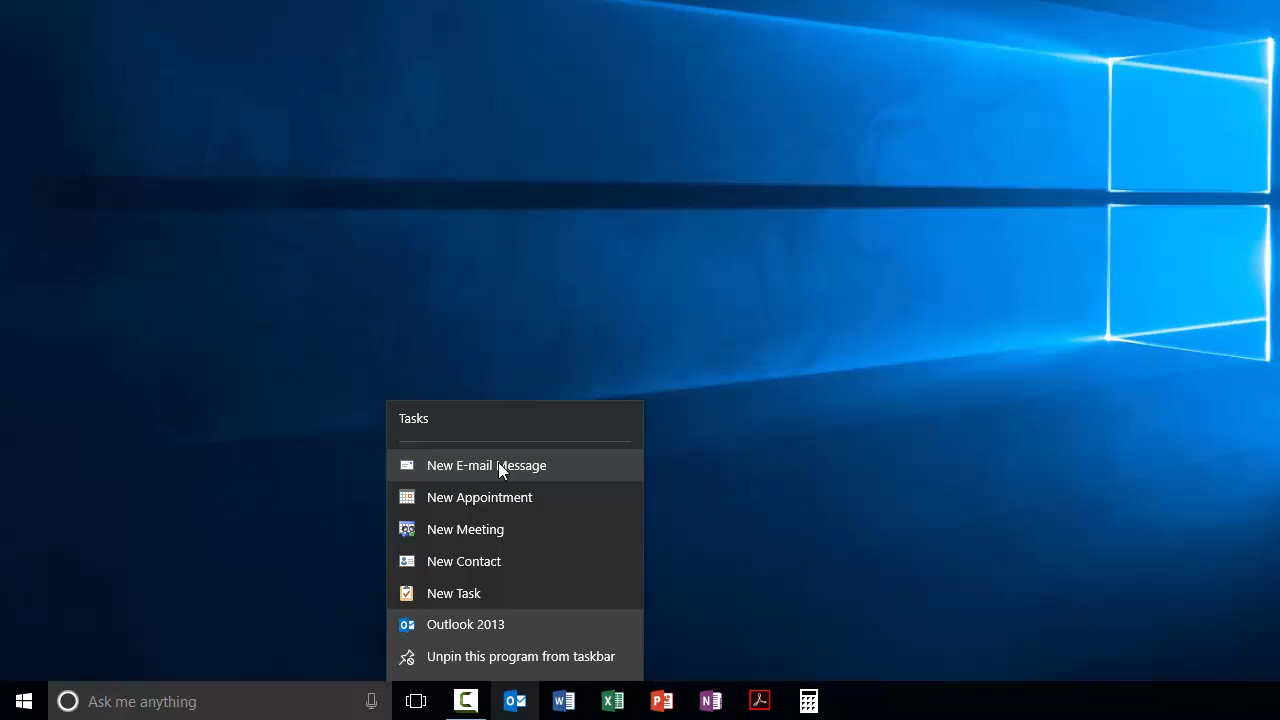 Tasks
New E-mail Message
New Appointment
New Meeting
New Contact
New Task
Outlook 2013
Unpin this program from taskbar
Ask me anything